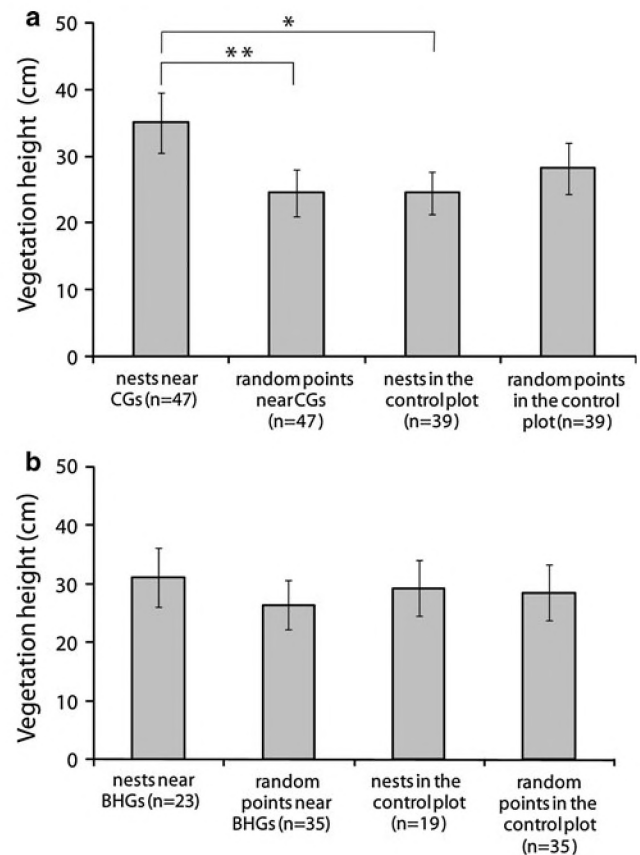 a
50
40
30
20
10
0
Vegetation height (cm)
*
**
nests near
CGs (n=47)
random points
near CGs
(n=47)
nests in the
control plot
(n=39)
random points
in the control
plot (n=39)
b
50
40
30
20
10
0
Vegetation height (cm)
nests near
BHGs (n=23)
random
points near
BHGs (n=35)
nests in the
control plot
(n=19)
random
points in the
control plot
(n=35)